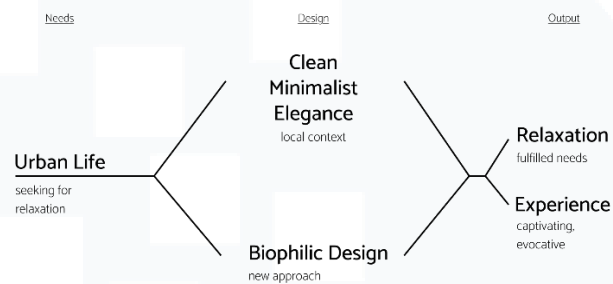 Needs
Design
Output
Clean
Minimalist
Elegance
local context
Urban Life
seeking for
relaxation
Relaxation
fulfilled needs
Experience
captivating,
evocative
Biophilic Design
new approach